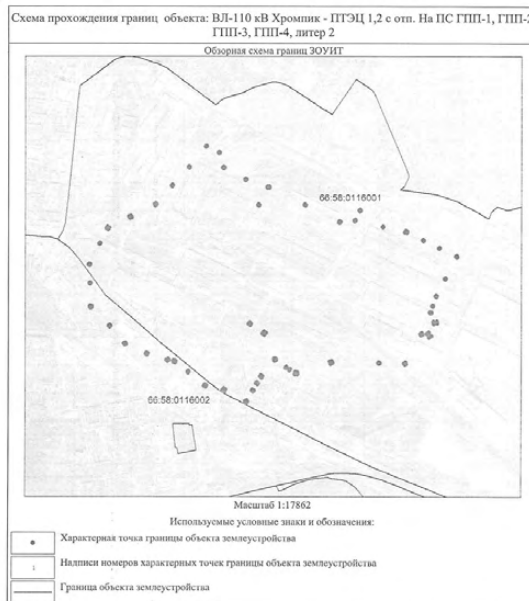 Схема прохождения границ объекта: ВЛ-110 кВ Хромпик - ПТЭЦ 1,2 с отп. На ПС ГПП-1, ГПП-2
ГПП-3, ГПП-4, литер 2
Обзорная схема границ ЗОУИТ
66:58:0116001
66:58:0116002
Масштаб 1:17862
Используемые условные знаки и обозначения:
Характерная точка границы объекта землеустройства
1
Надписи номеров характерных точек границы объекта землеустройства
Граница объекта землеустройства